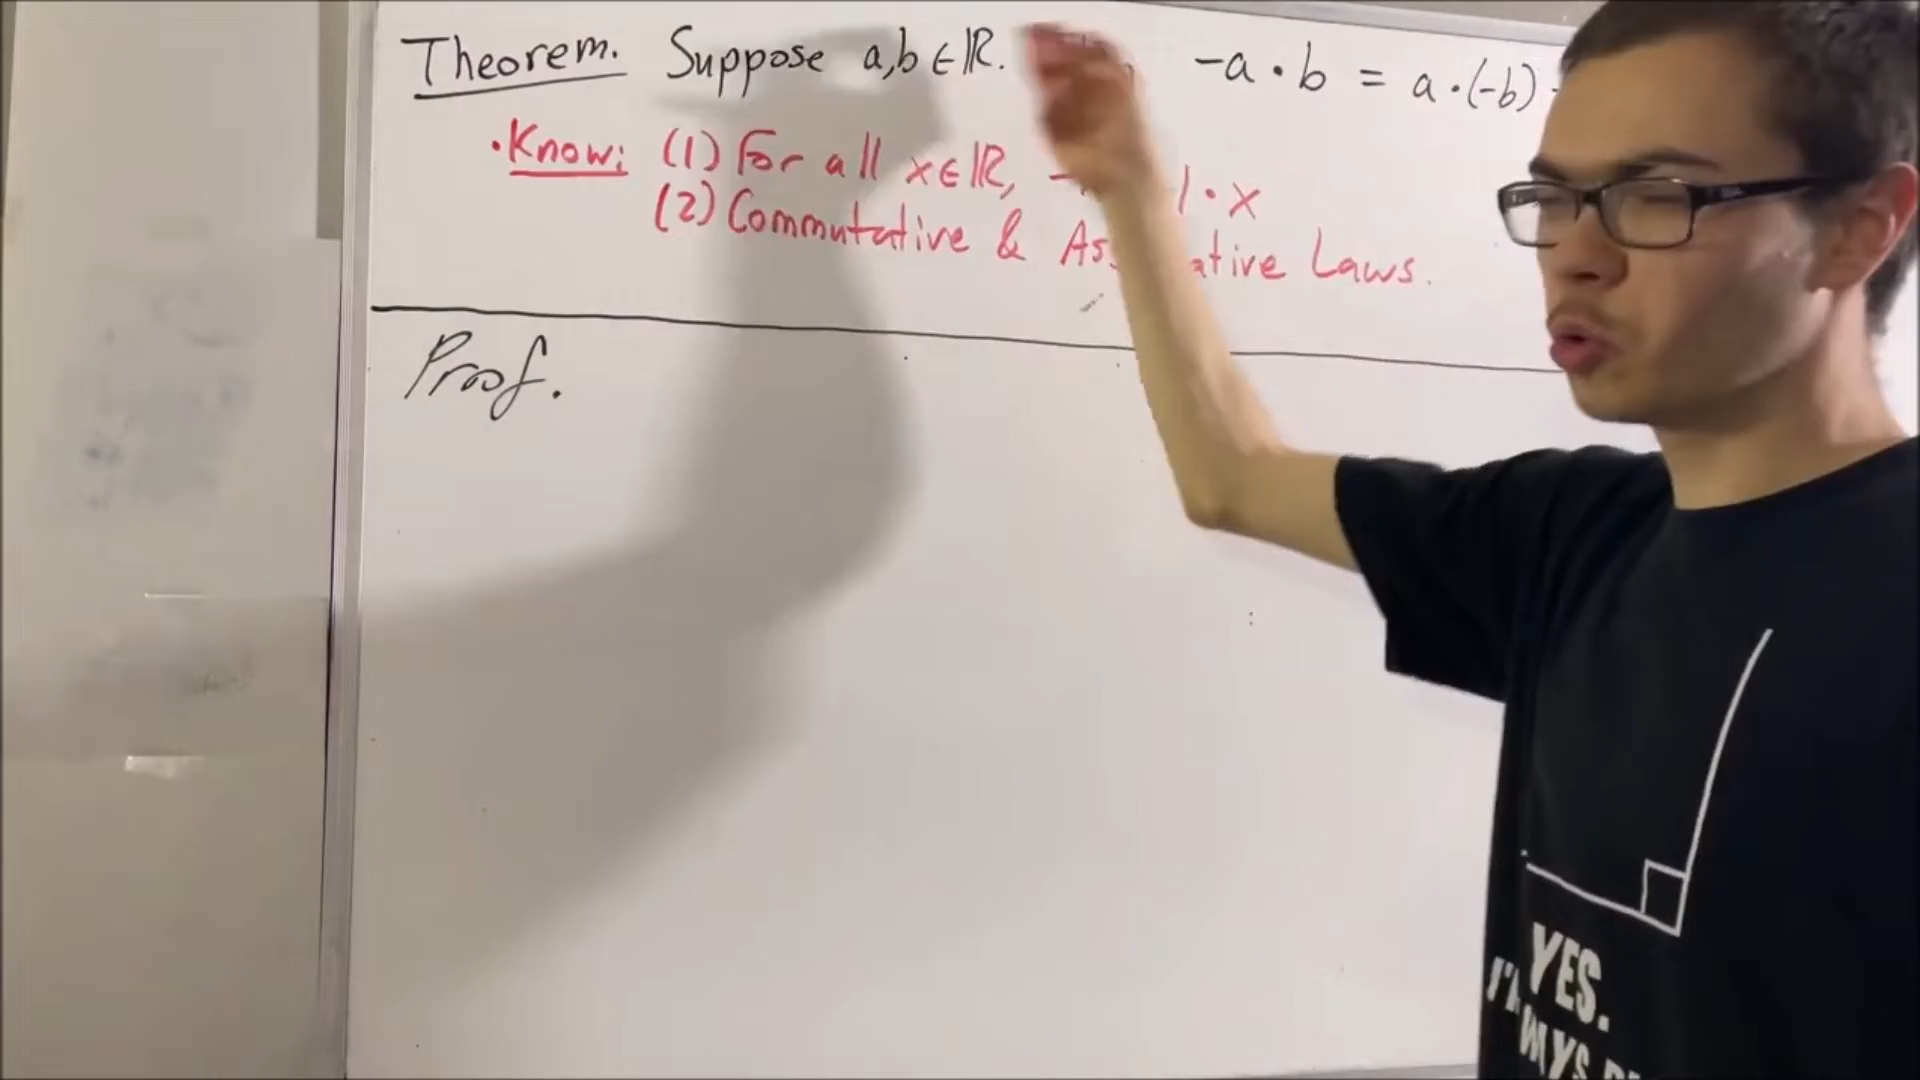 Theorem. Suppose a,b ∈ ℝ. -a · b = a · (-b)
· Know: (1) For all x ∈ ℝ, · x
(2) Commutative & Laws.
Proof.
YES.
I'M